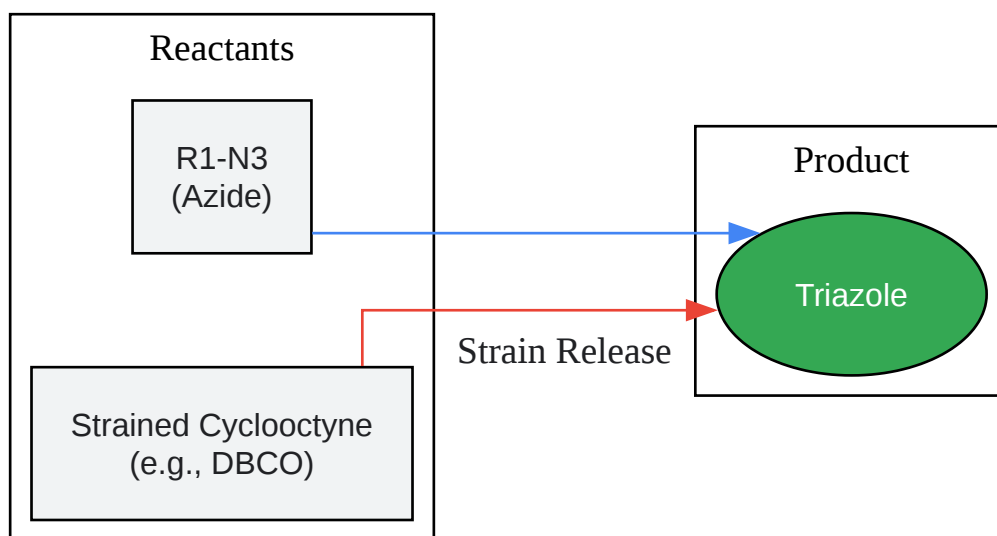 Reactants
R1-N3
(Azide)
Strained Cyclooctyne
(e.g., DBCO)
Strain Release
Product
Triazole